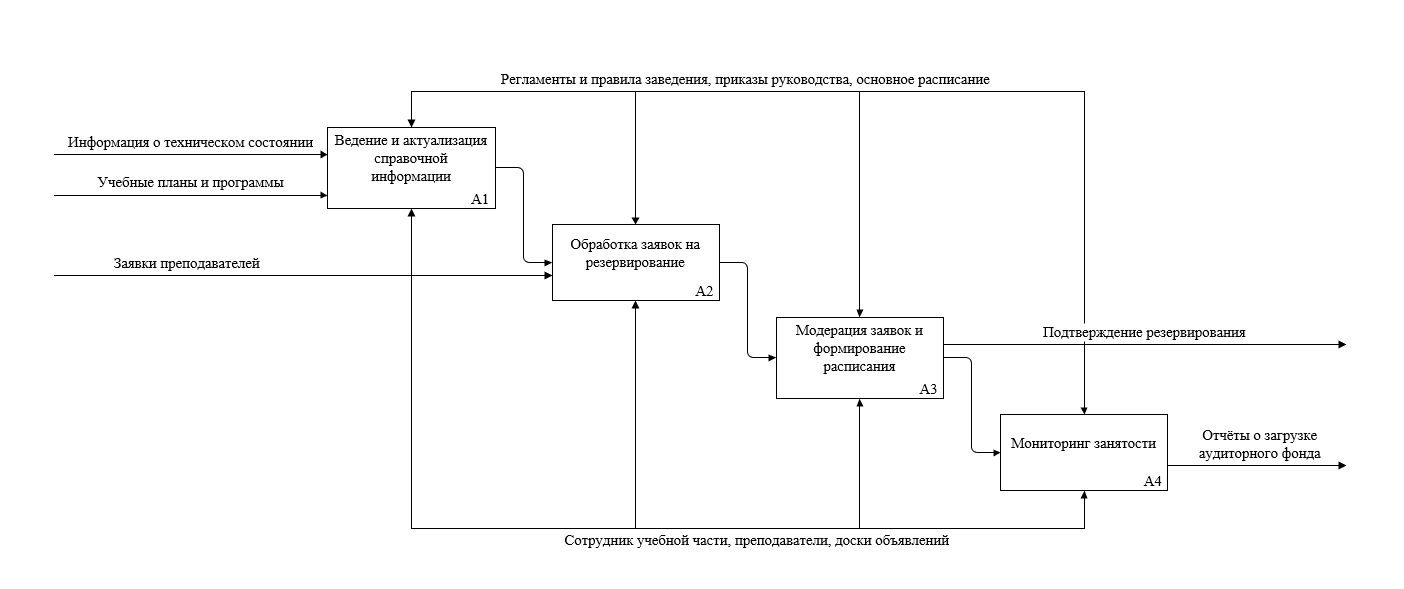 Регламенты и правила заведения, приказы руководства, основное расписание
Информация о техническом состоянии
Учебные планы и программы
Ведение и актуализация
справочной
информации
A1
Заявки преподавателей
Обработка заявок на
резервирование
A2
Модерация заявок и
формирование
расписания
A3
Подтверждение резервирования
Мониторинг занятости
A4
Отчёты о загрузке
аудиторного фонда
Сотрудник учебной части, преподаватели, доски объявлений